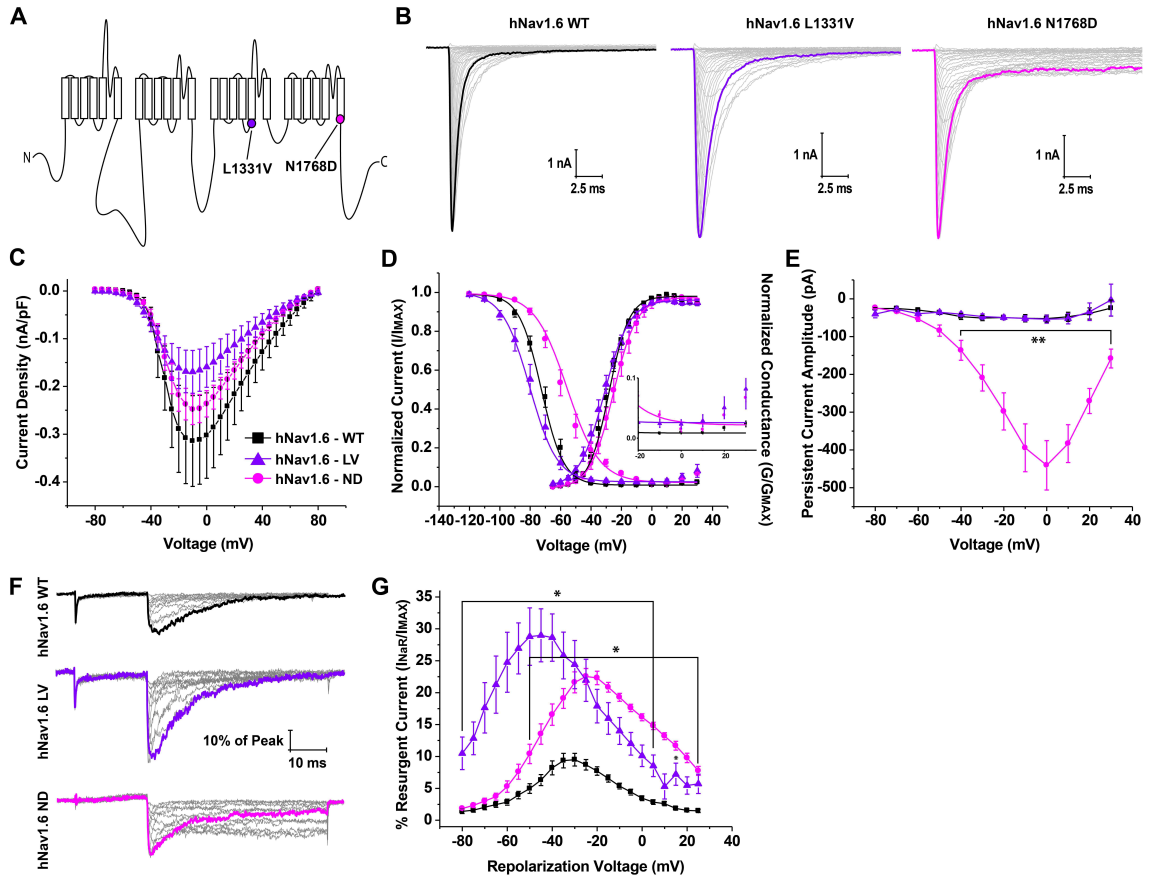 A
N
L1331V
N1768D
C
B
hNav1.6 WT
hNav1.6 L1331V
hNav1.6 N1768D
1 nA
2.5 ms
1 nA
2.5 ms
1 nA
2.5 ms
C
0.0
-0.1
-0.2
-0.3
-0.4
Current Density (nA/pF)
hNav1.6 - WT
hNav1.6 - LV
hNav1.6 - ND
-80 -40 0 40 80
Voltage (mV)
D
1.0
0.8
0.6
0.4
0.2
0.0
Normalized Current (I/IMAX)
Normalized Conductance (G/GMAX)
0.1
0.0
-20 0 20
-140 -120 -100 -80 -60 -40 -20 0 20 40
Voltage (mV)
E
0
-100
-200
-300
-400
-500
Persistent Current Amplitude (pA)
**
-80 -40 0 40
Voltage (mV)
F
hNav1.6 WT
hNav1.6 LV
10% of Peak
10 ms
hNav1.6 ND
G
35
30
25
20
15
10
5
0
% Resurgent Current (INaR/IMAX)
*
*
*
-80 -60 -40 -20 0 20 40
Repolarization Voltage (mV)